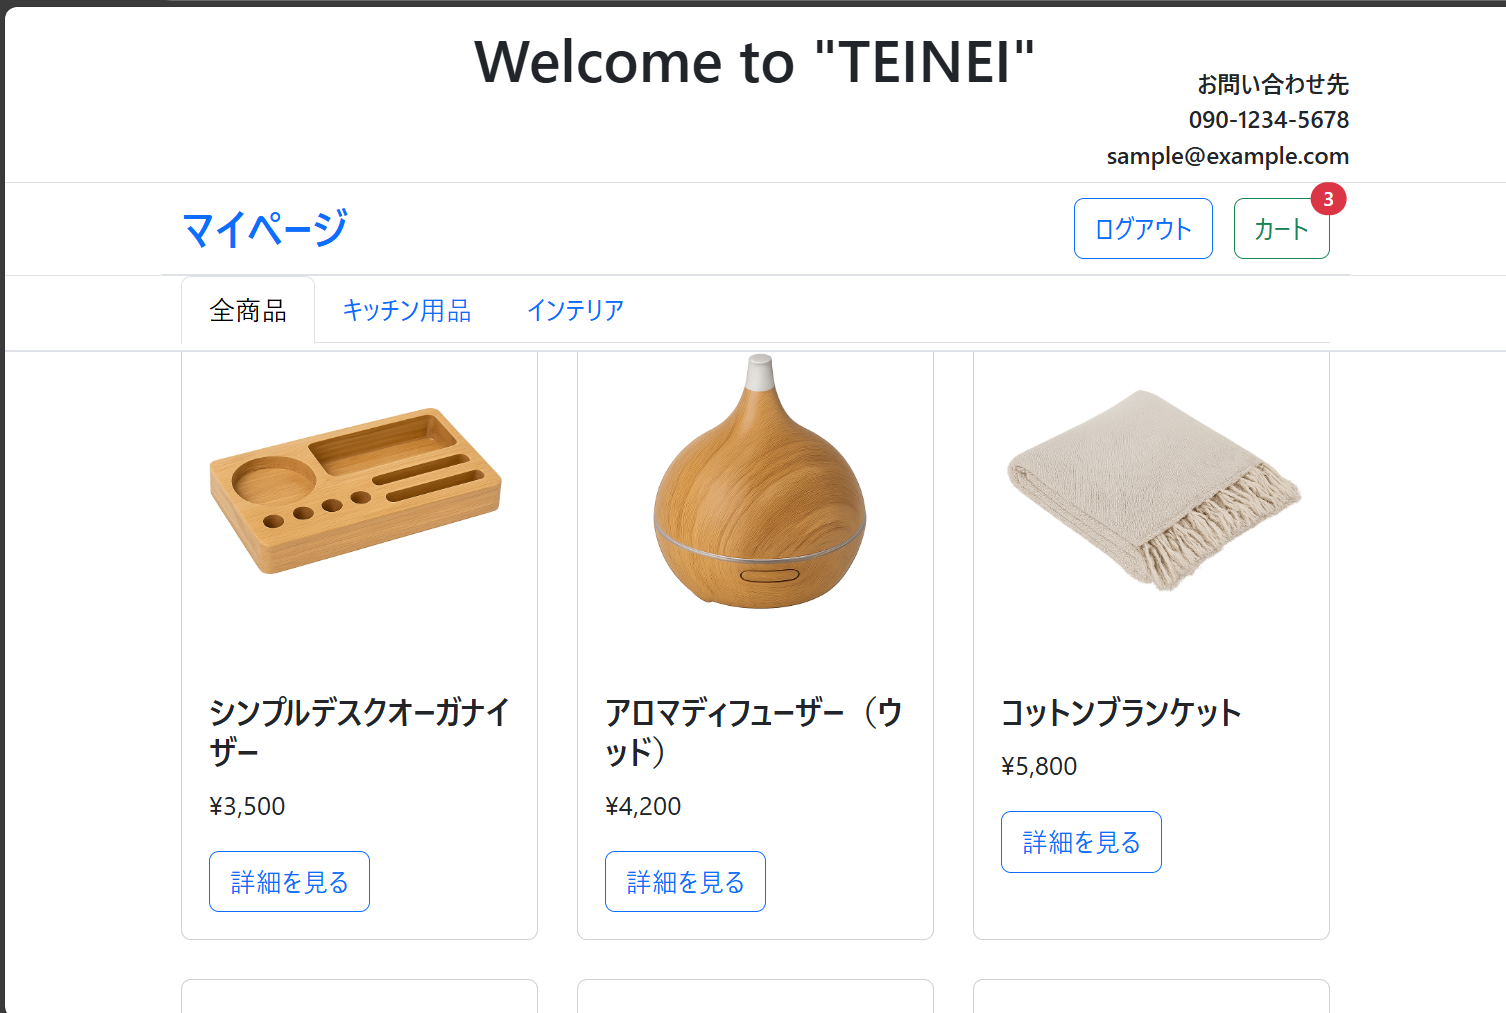 Welcome to "TEINEI"
お問い合わせ先
090-1234-5678
sample@example.com
マイページ
ログアウト
カート
3
全商品
キッチン用品
インテリア
シンプルデスクオーガナイ
ザー
¥3,500
詳細を見る
アロマディフューザー（ウ
ッド）
¥4,200
詳細を見る
コットンブランケット
¥5,800
詳細を見る